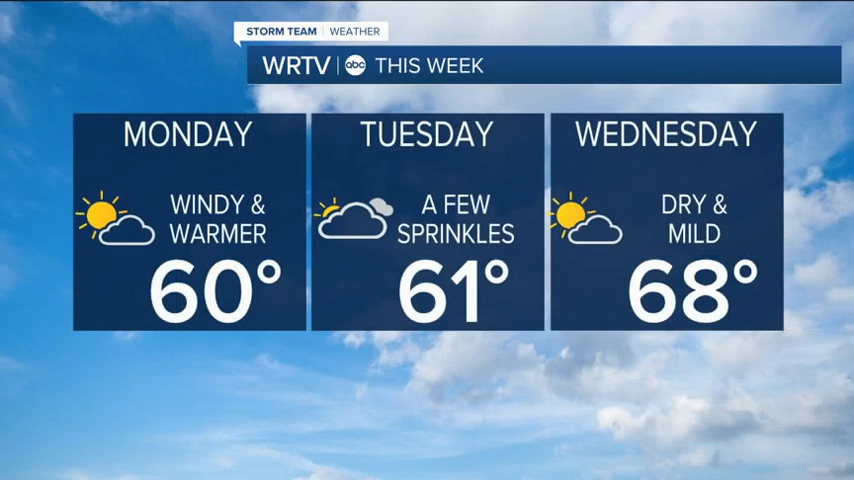 STORM TEAM | WEATHER
WRTV | abc THIS WEEK
MONDAY
WINDY &
WARMER
60°
TUESDAY
A FEW
SPRINKLES
61°
WEDNESDAY
DRY &
MILD
68°